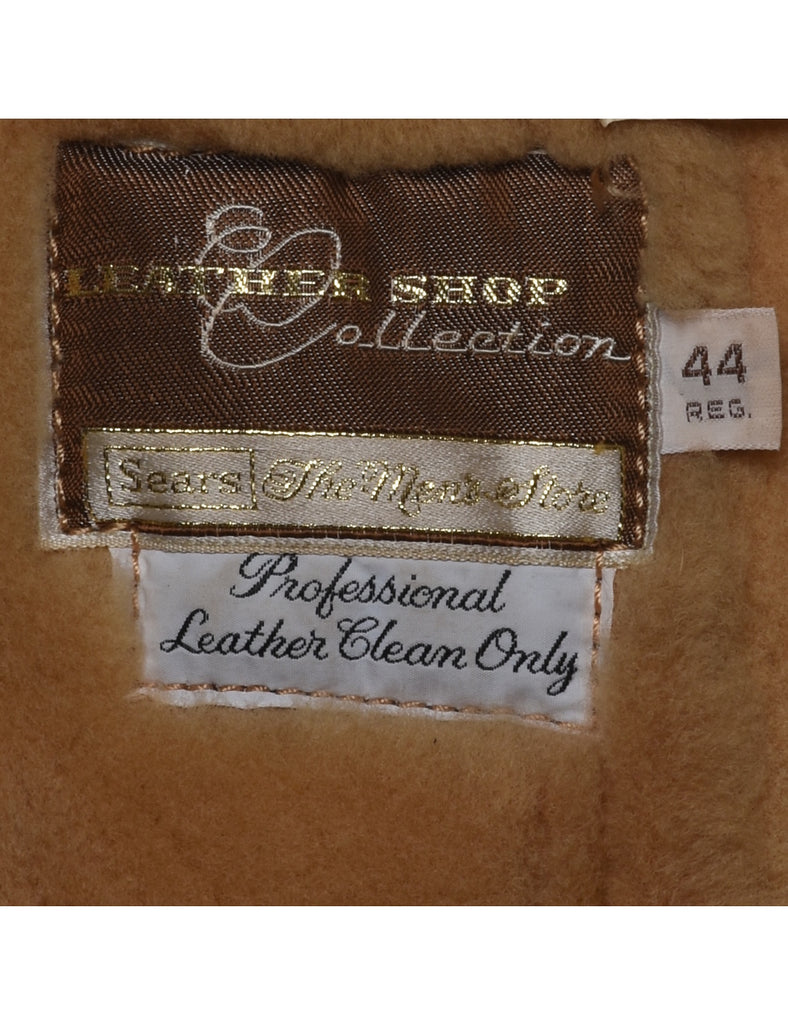 LEATHER SHOP
Collection
44
REG.
Sears The Men's Store
Professional
Leather Clean Only